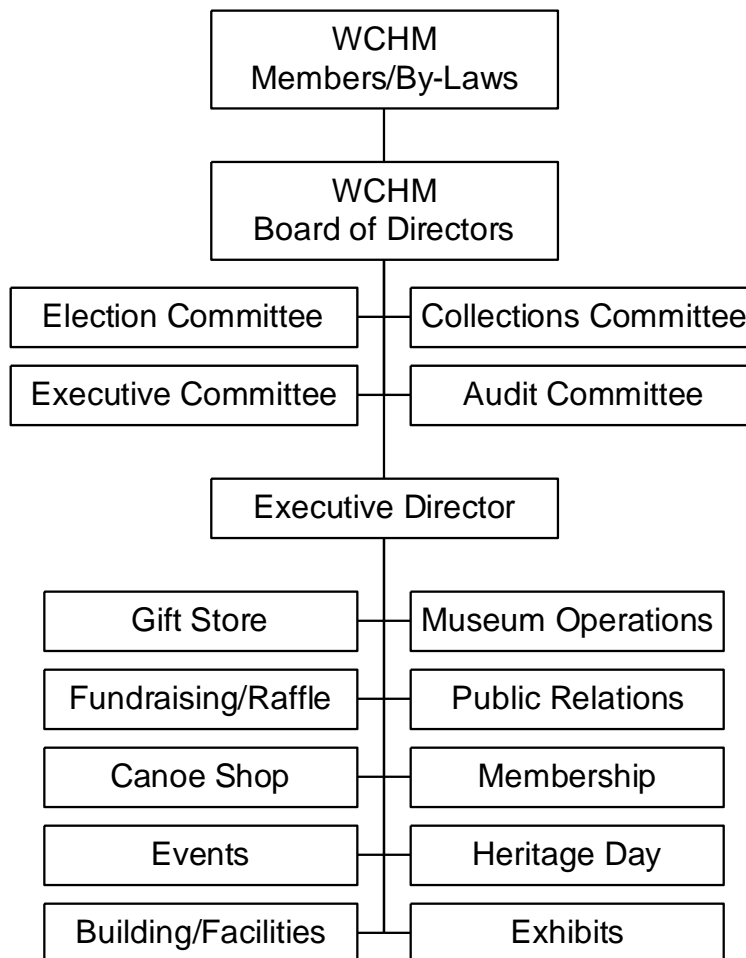 WCHM
Members/By-Laws
WCHM
Board of Directors
Election Committee
Collections Committee
Executive Committee
Audit Committee
Executive Director
Gift Store
Museum Operations
Fundraising/Raffle
Public Relations
Canoe Shop
Membership
Events
Heritage Day
Building/Facilities
Exhibits